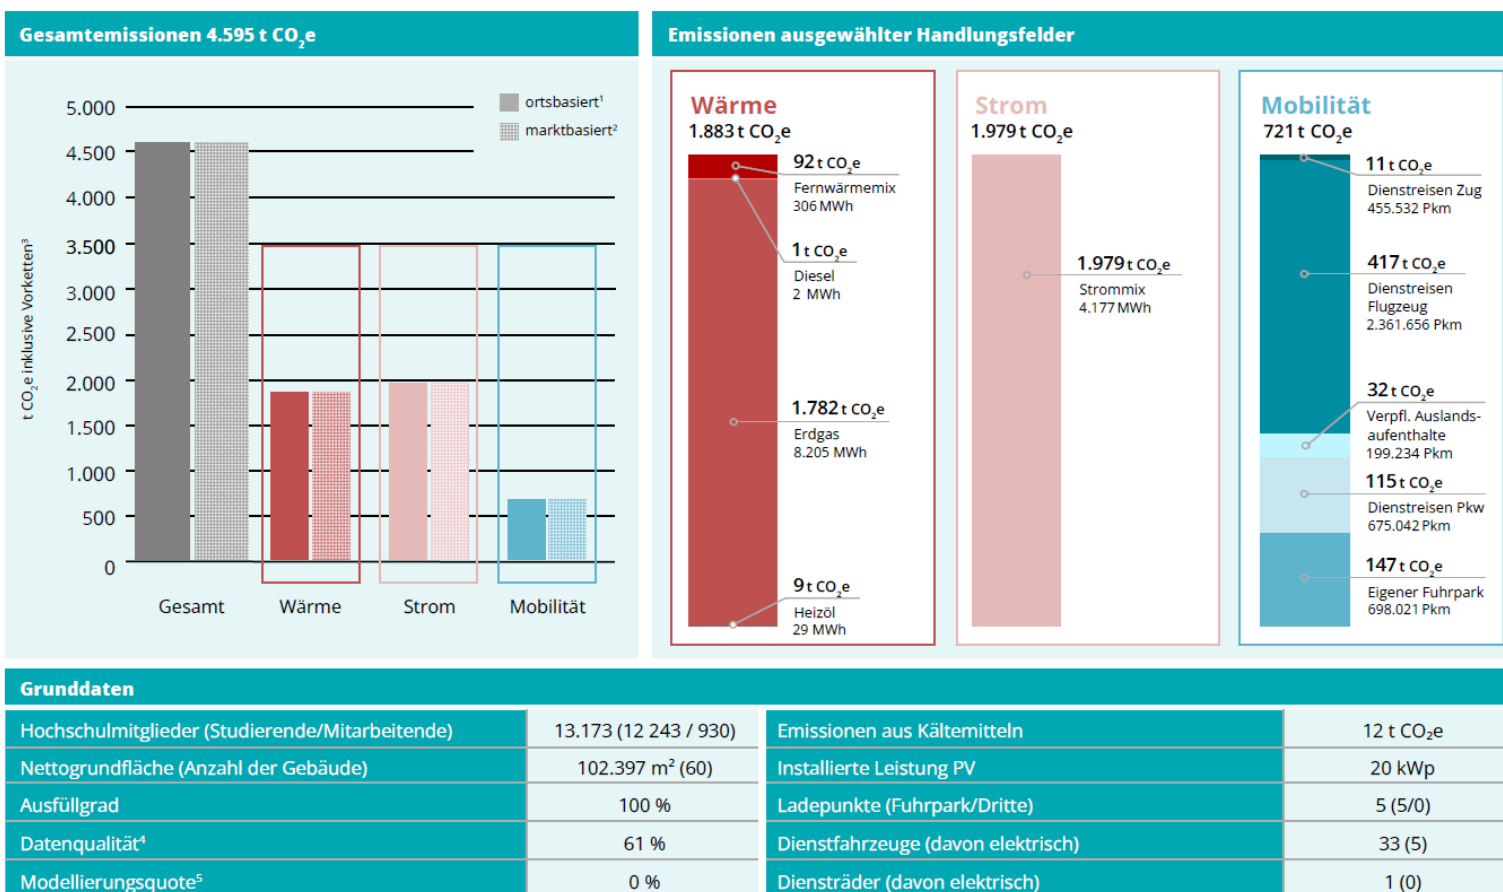 Gesamtemissionen 4.595 t CO₂e
5.000
4.500
4.000
3.500
3.000
2.500
2.000
1.500
1.000
500
0
t CO₂e inklusive Vorketten³
ortsbasiert¹
marktbasiert²
Gesamt
Wärme
Strom
Mobilität
Emissionen ausgewählter Handlungsfelder
Wärme
1.883 t CO₂e
92 t CO₂e
Fernwärmemix
306 MWh
1 t CO₂e
Diesel
2 MWh
1.782 t CO₂e
Erdgas
8.205 MWh
9 t CO₂e
Heizöl
29 MWh
Strom
1.979 t CO₂e
1.979 t CO₂e
Strommix
4.177 MWh
Mobilität
721 t CO₂e
11 t CO₂e
Dienstreisen Zug
455.532 Pkm
417 t CO₂e
Dienstreisen
Flugzeug
2.361.656 Pkm
32 t CO₂e
Verpfl. Auslands-
aufenthalte
199.234 Pkm
115 t CO₂e
Dienstreisen Pkw
675.042 Pkm
147 t CO₂e
Eigener Fuhrpark
698.021 Pkm
Grunddaten
Hochschulmitglieder (Studierende/Mitarbeitende) 13.173 (12 243 / 930)
Nettogrundfläche (Anzahl der Gebäude) 102.397 m² (60)
Ausfüllgrad 100 %
Datenqualität⁴ 61 %
Modellierungsquote⁵ 0 %
Emissionen aus Kältemitteln 12 t CO₂e
Installierte Leistung PV 20 kWp
Ladepunkte (Fuhrpark/Dritte) 5 (5/0)
Dienstfahrzeuge (davon elektrisch) 33 (5)
Diensträder (davon elektrisch) 1 (0)